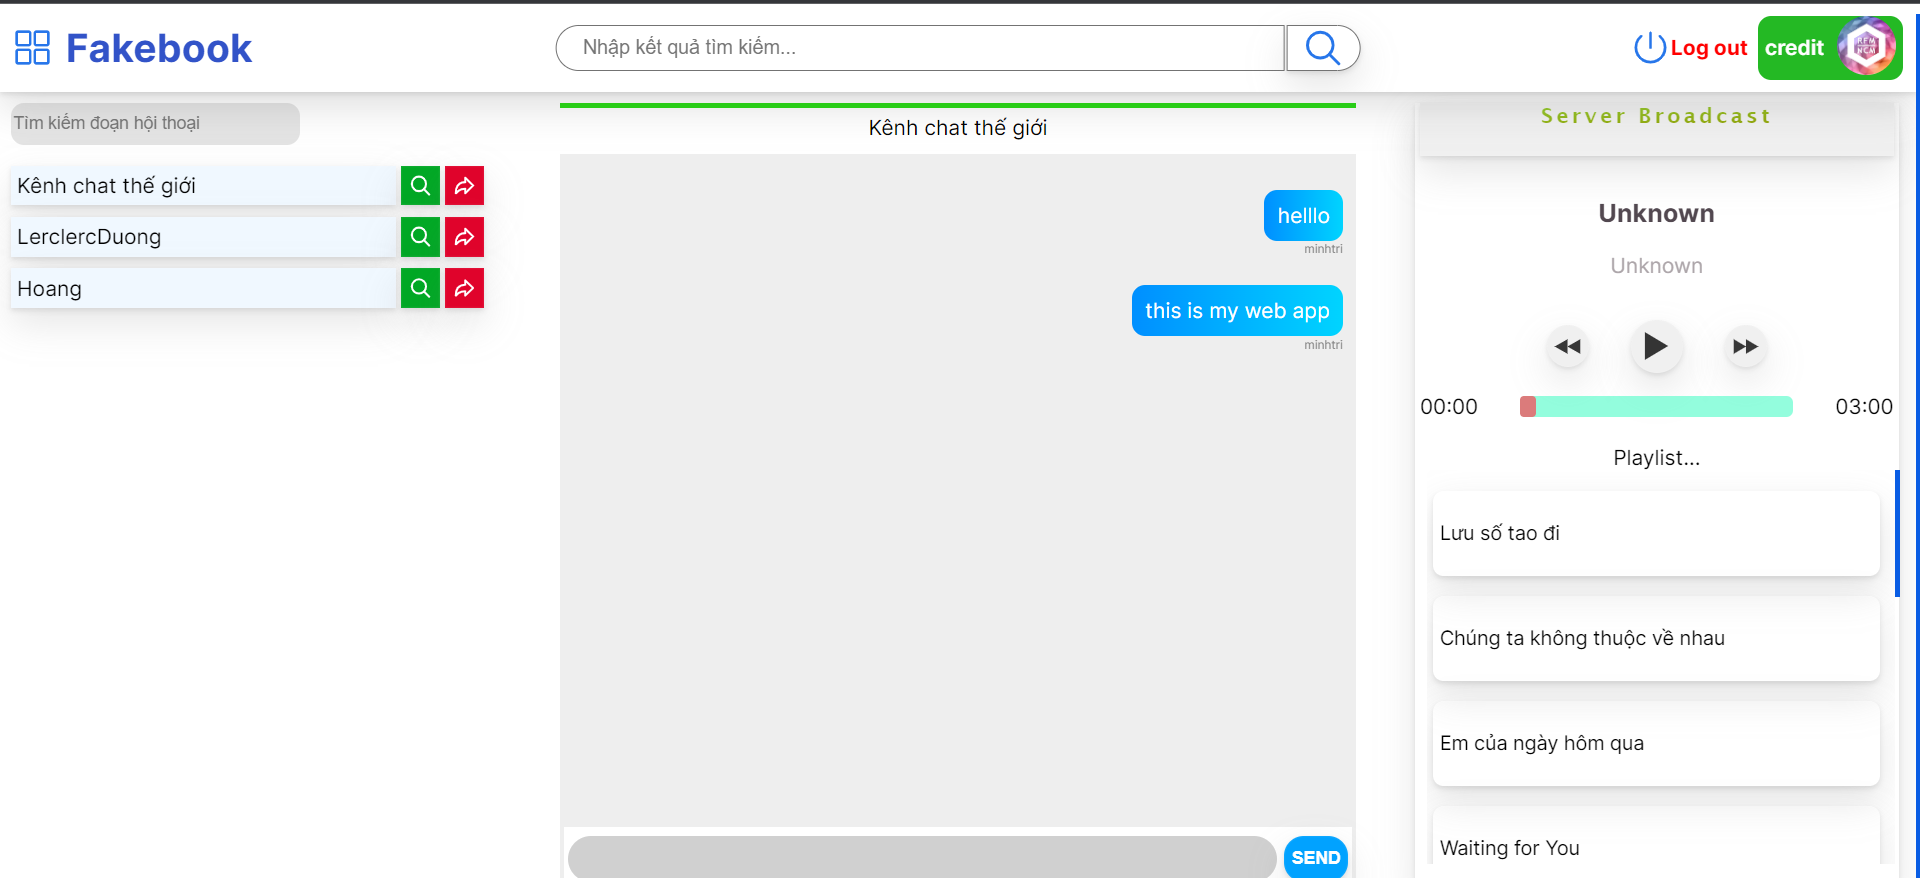 Fakebook
Nhập kết quả tìm kiếm...
Log out
credit
Tìm kiếm đoạn hội thoại
Kênh chat thế giới
LerclercDuong
Hoang
Kênh chat thế giới
helllo
minhtri
this is my web app
minhtri
SEND
Server Broadcast
Unknown
Unknown
00:00
03:00
Playlist...
Lưu số tao đi
Chúng ta không thuộc về nhau
Em của ngày hôm qua
Waiting for You